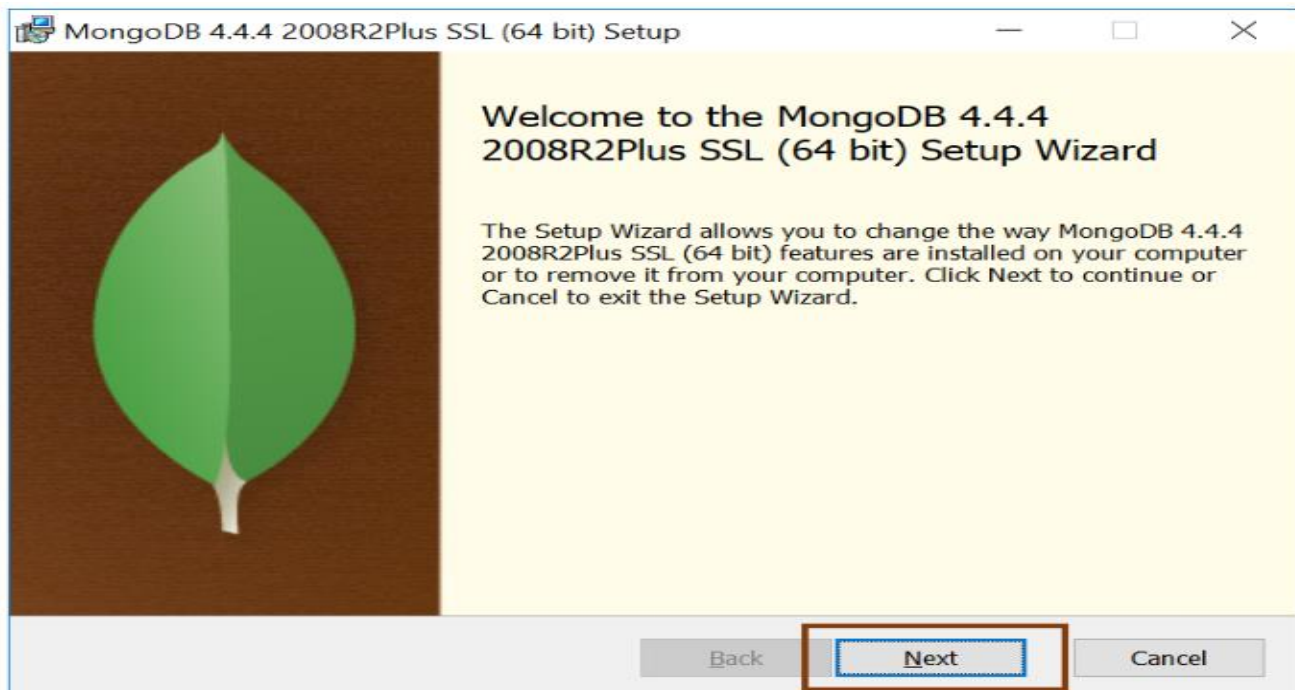 MongoDB 4.4.4 2008R2Plus SSL (64 bit) Setup
Welcome to the MongoDB 4.4.4
2008R2Plus SSL (64 bit) Setup Wizard
The Setup Wizard allows you to change the way MongoDB 4.4.4
2008R2Plus SSL (64 bit) features are installed on your computer
or to remove it from your computer. Click Next to continue or
Cancel to exit the Setup Wizard.
Back
Next
Cancel